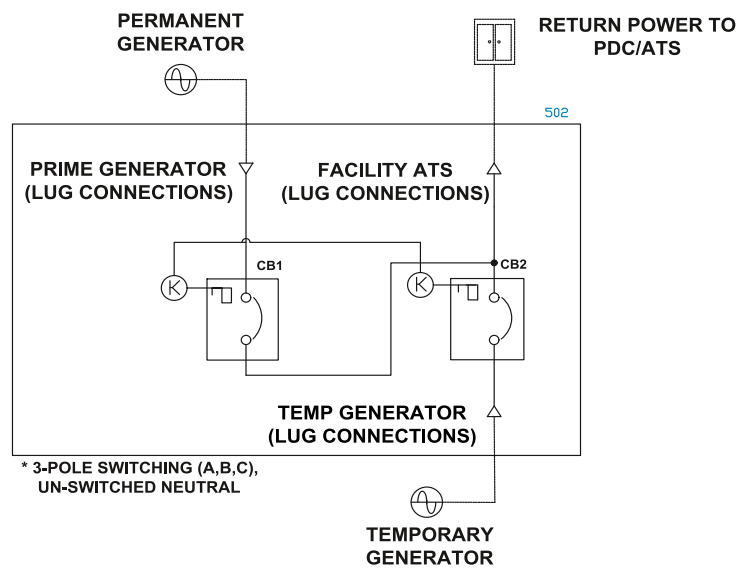 PERMANENT
GENERATOR
RETURN POWER TO
PDC/ATS
502
PRIME GENERATOR
(LUG CONNECTIONS)
FACILITY ATS
(LUG CONNECTIONS)
CB1
CB2
K
K
TEMP GENERATOR
(LUG CONNECTIONS)
* 3-POLE SWITCHING (A,B,C),
UN-SWITCHED NEUTRAL
TEMPORARY
GENERATOR